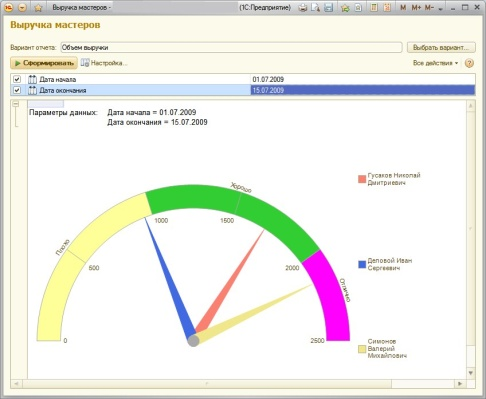 Выручка мастеров - (1С:Предприятие)
M M+ M-
Выручка мастеров
Вариант отчета: Объем выручки Выбрать вариант...
Сформировать Настройка... Все действия
Дата начала 01.07.2009
Дата окончания 15.07.2009
Параметры данных: Дата начала = 01.07.2009
Дата окончания = 15.07.2009
Гусаков Николай
Дмитриевич
Хорошо
1000
1500
Плохо
500
2000
Деловой Иван
Сергеевич
Отлично
0
2500
Симонов
Валерий
Михайлович